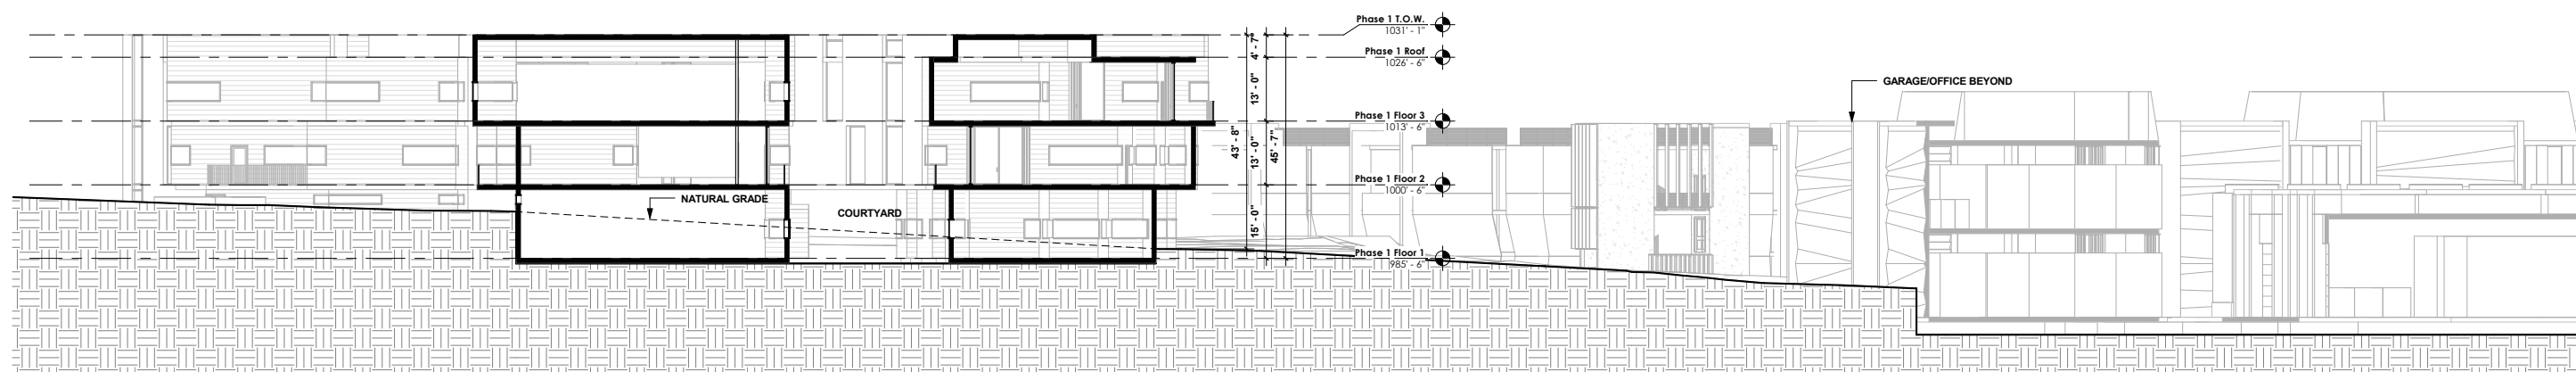 Phase 1 T.O.W.
1031' - 1"
Phase 1 Roof
1026' - 6"
4' - 7"
13' - 0"
GARAGE/OFFICE BEYOND
Phase 1 Floor 3
1013' - 6"
43' - 8"
13' - 0"
45' - 7"
Phase 1 Floor 2
1000' - 6"
NATURAL GRADE
COURTYARD
15' - 0"
Phase 1 Floor 1
985' - 6"